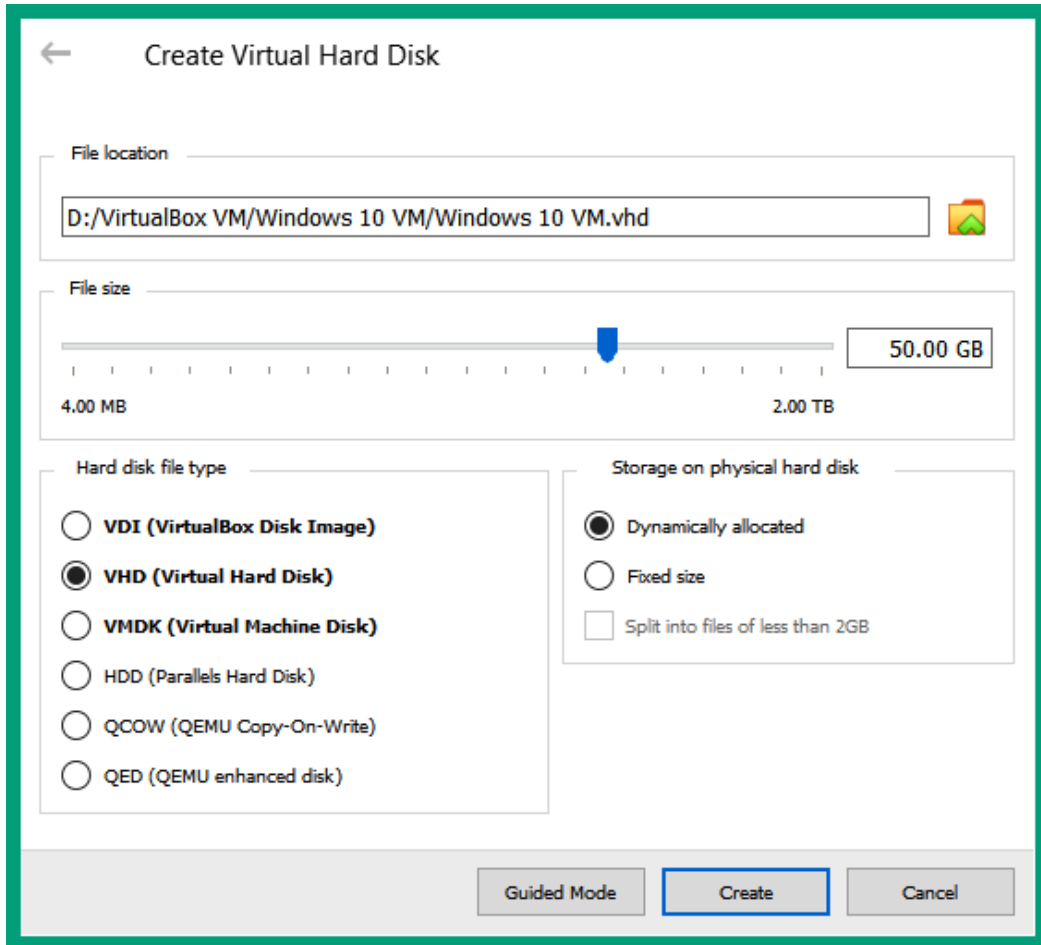 Create Virtual Hard Disk
File location
D:/VirtualBox VM/Windows 10 VM/Windows 10 VM.vhd
File size
50.00 GB
4.00 MB 2.00 TB
Hard disk file type
VDI (VirtualBox Disk Image)
VHD (Virtual Hard Disk)
VMDK (Virtual Machine Disk)
HDD (Parallels Hard Disk)
QCOW (QEMU Copy-On-Write)
QED (QEMU enhanced disk)
Storage on physical hard disk
Dynamically allocated
Fixed size
Split into files of less than 2GB
Guided Mode Create Cancel